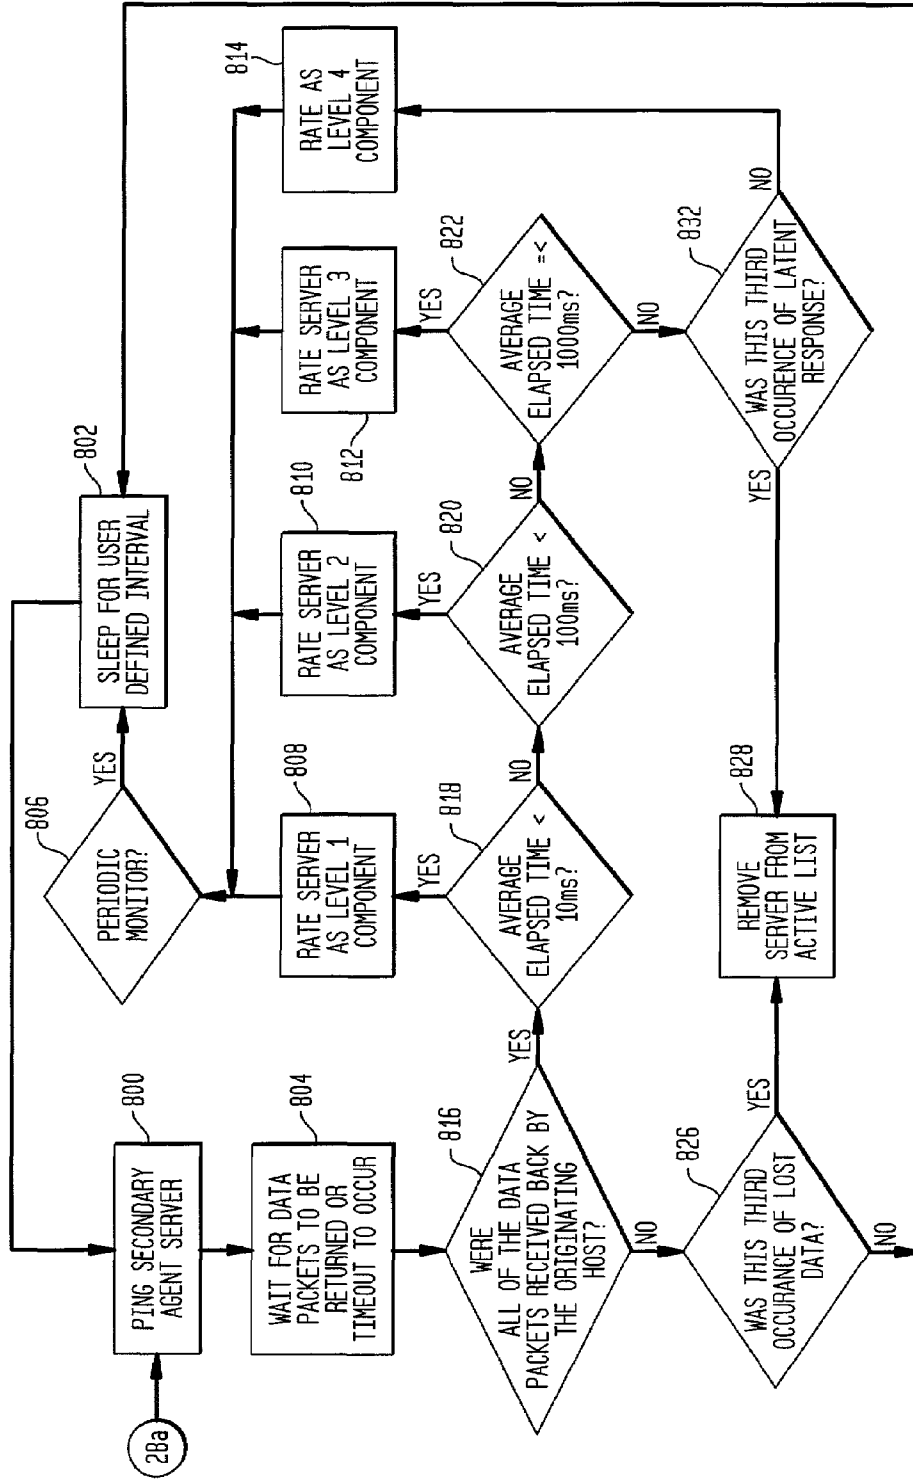 2Ba
PING SECONDARY
AGENT SERVER
800
WAIT FOR DATA
PACKETS TO BE
RETURNED OR
TIMEOUT TO OCCUR
804
WERE
ALL OF THE DATA
PACKETS RECEIVED BACK BY
THE ORIGINATING
HOST?
816
YES
NO
WAS THIS THIRD
OCCURANCE OF LOST
DATA?
826
YES
NO
PERIODIC
MONITOR?
806
YES
SLEEP FOR USER
DEFINED INTERVAL
802
RATE SERVER
AS LEVEL 1
COMPONENT
808
YES
AVERAGE
ELAPSED TIME <
10ms?
818
NO
REMOVE
SERVER FROM
ACTIVE LIST
828
RATE SERVER
AS LEVEL 2
COMPONENT
810
YES
AVERAGE
ELAPSED TIME <
100ms?
820
NO
RATE SERVER
AS LEVEL 3
COMPONENT
812
YES
AVERAGE
ELAPSED TIME =<
1000ms?
822
NO
RATE AS
LEVEL 4
COMPONENT
814
WAS THIS THIRD
OCCURENCE OF LATENT
RESPONSE?
832
YES
NO